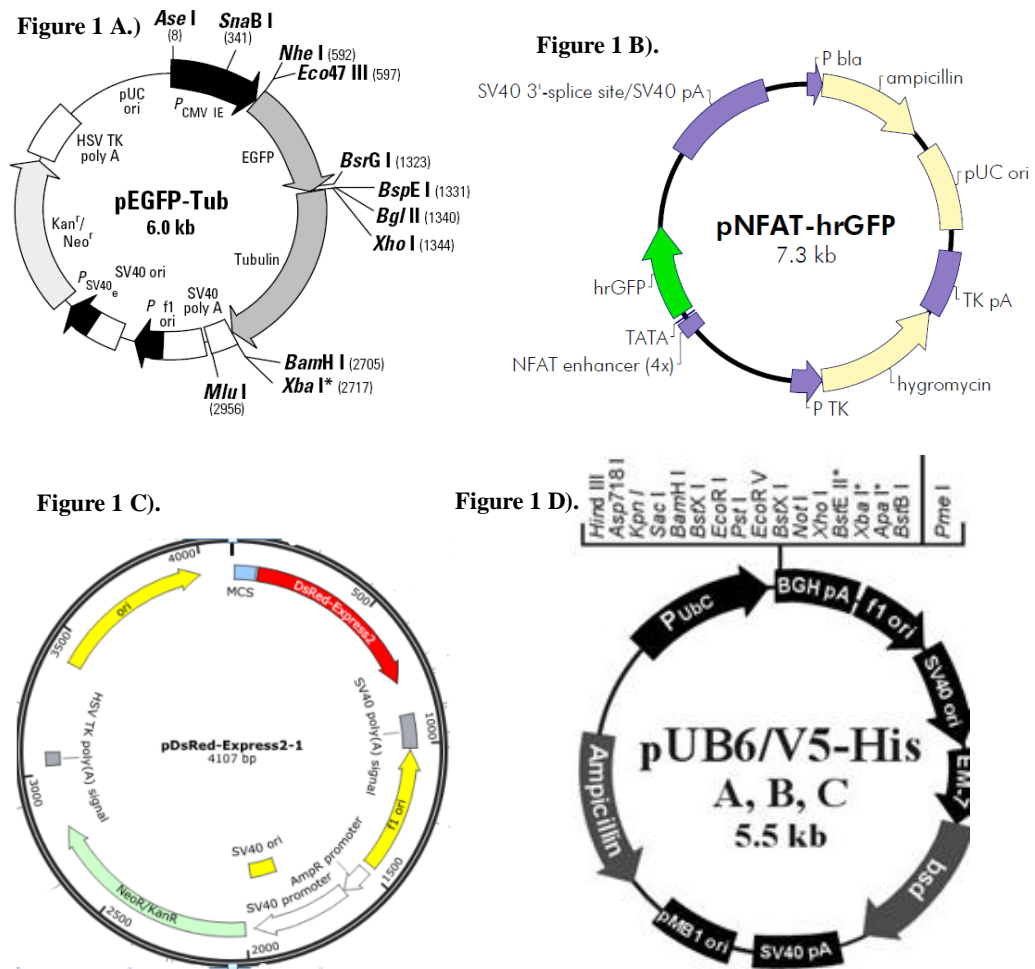 Figure 1 A.)
Ase I
(8)
SnaB I
(341)
Nhe I (592)
Eco47 III
(597)
pUC
ori
P CMV IE
HSV TK
poly A
EGFP
BsrG I (1323)
BspE I (1331)
Bgl II (1340)
Xho I (1344)
pEGFP-Tub
6.0 kb
Kanr/
Neor
Tubulin
P SV40 e
SV40 ori
P
f1
ori
SV40
poly A
BamH I (2705)
Xba I* (2717)
Mlu I
(2956)
Figure 1 B).
P bla
ampicillin
SV40 3'-splice site/SV40 pA
pUC ori
pNFAT-hrGFP
7.3 kb
hrGFP
TK pA
TATA
NFAT enhancer (4x)
hygromycin
P TK
Figure 1 C).
4000
500
MCS
DsRed-Express2
ori
3500
SV40 poly(A) signal
1000
HSV TK poly(A) signal
pDsRed-Express2-1
4107 bp
3000
f1 ori
SV40 ori
AmpR promoter
SV40 promoter
1500
NeoR/KanR
2500
2000
Figure 1 D).
Hind III
Asp718 I
Kpn I
Sac I
BamH I
BstX I
EcoR I
Pst I
EcoR V
BstX I
Not I
Xho I
BstE II*
Xba I*
Apa I*
BstB I
Pme I
P UbC
BGH pA
f1 ori
SV40 ori
EM-7
pUB6/V5-His
A, B, C
5.5 kb
Ampicillin
bsd
pMB1 ori
SV40 pA